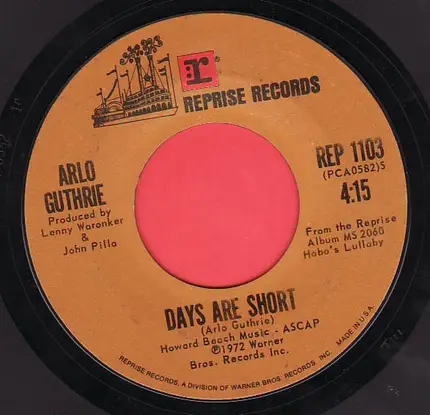 r:
REPRISE RECORDS
ARLO
GUTHRIE
Produced by
Lenny Waronker
&
John Pilla
REP 1103
(PCA0582)S
4:15
From the Reprise
Album MS 2060
Hobo's Lullaby
DAYS ARE SHORT
(Arlo Guthrie)
Howard Beach Music - ASCAP
℗1972 Warner
Bros. Records Inc.
REPRISE RECORDS, A DIVISION OF WARNER BROS. RECORDS INC.
MADE IN U.S.A.